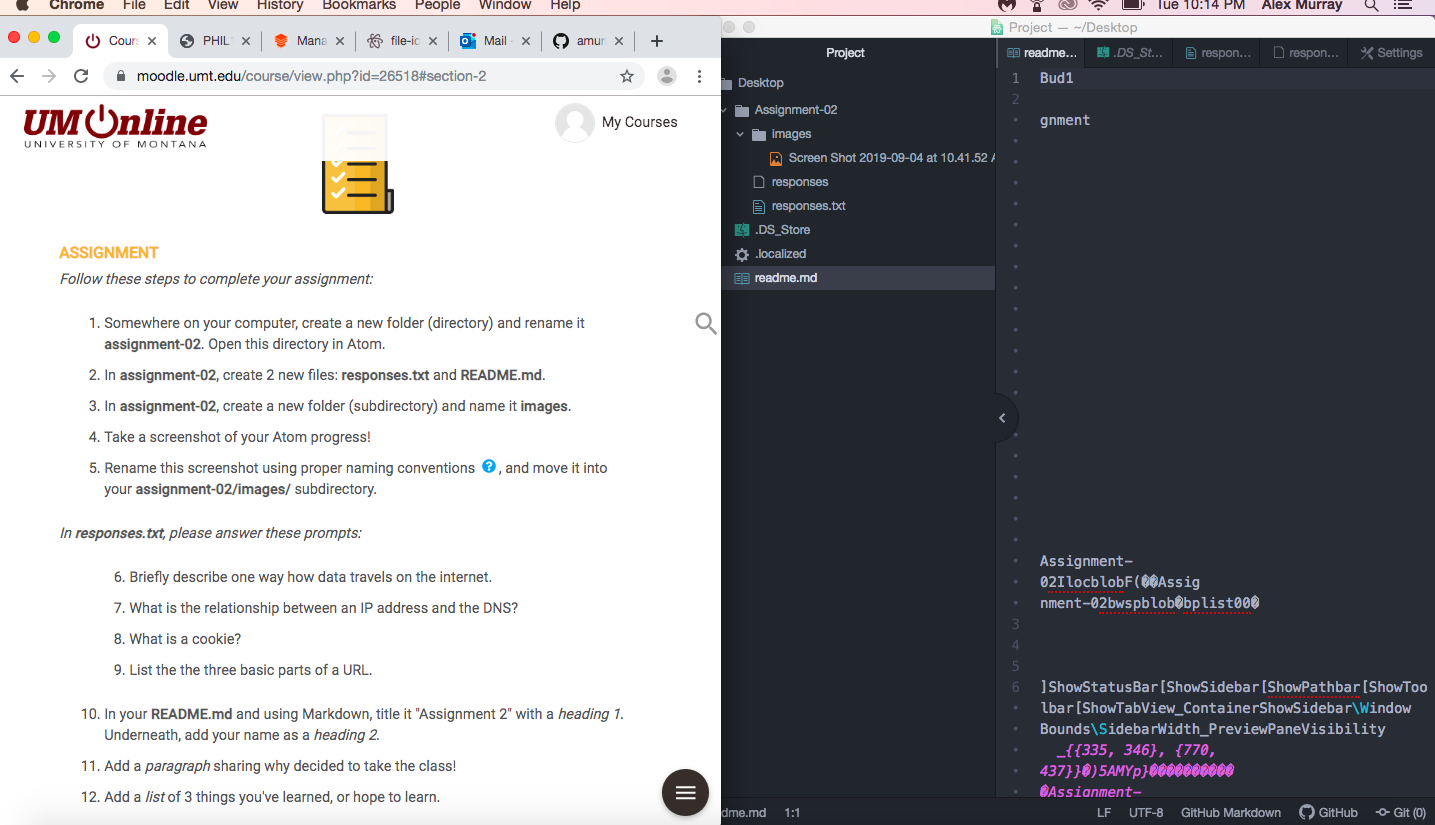 Chrome File Edit View History Bookmarks People Window Help
Tue 10:14 PM Alex Murray
Cours
PHIL
Mana
file-ic
Mail -
amur
moodle.umt.edu/course/view.php?id=26518#section-2
UM Online
UNIVERSITY OF MONTANA
My Courses
ASSIGNMENT
Follow these steps to complete your assignment:
1. Somewhere on your computer, create a new folder (directory) and rename it
assignment-02. Open this directory in Atom.
2. In assignment-02, create 2 new files: responses.txt and README.md.
3. In assignment-02, create a new folder (subdirectory) and name it images.
4. Take a screenshot of your Atom progress!
5. Rename this screenshot using proper naming conventions ?, and move it into
your assignment-02/images/ subdirectory.
In responses.txt, please answer these prompts:
6. Briefly describe one way how data travels on the internet.
7. What is the relationship between an IP address and the DNS?
8. What is a cookie?
9. List the the three basic parts of a URL.
10. In your README.md and using Markdown, title it "Assignment 2" with a heading 1.
Underneath, add your name as a heading 2.
11. Add a paragraph sharing why decided to take the class!
12. Add a list of 3 things you've learned, or hope to learn.
Project — ~/Desktop
Project
Desktop
Assignment-02
images
Screen Shot 2019-09-04 at 10.41.52 A
responses
responses.txt
.DS_Store
.localized
readme.md
readme...
.DS_St...
respon...
respon...
Settings
1 Bud1
2
gnment
Assignment-
02IlocblobF(��Assig
nment-02bwspblob�bplist00�
3
4
5
6 ]ShowStatusBar[ShowSidebar[ShowPathbar[ShowToo
lbar[ShowTabView_ContainerShowSidebar\Window
Bounds\SidebarWidth_PreviewPaneVisibility
_{{335, 346}, {770,
437}}�)5AMYp}������������
�Assignment-
dme.md 1:1 LF UTF-8 GitHub Markdown GitHub Git (0)